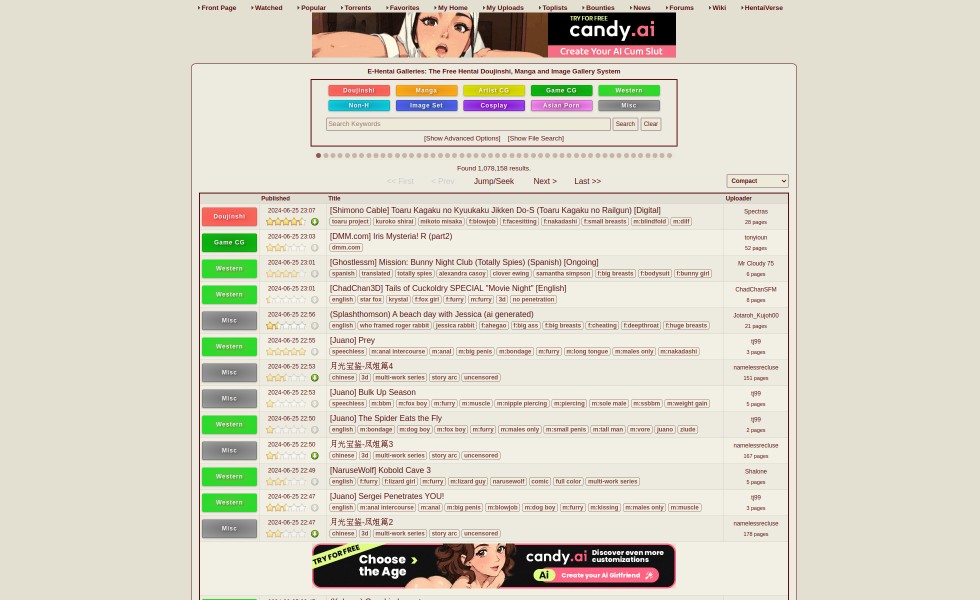 Front Page Watched Popular Torrents Favorites My Home My Uploads Toplists Bounties News Forums Wiki HentaiVerse
TRY FOR FREE
candy.ai
Create Your AI Cum Slut
E-Hentai Galleries: The Free Hentai Doujinshi, Manga and Image Gallery System
Doujinshi Manga Artist CG Game CG Western
Non-H Image Set Cosplay Asian Porn Misc
Search Keywords Search Clear
[Show Advanced Options] [Show File Search]
Found 1,078,158 results.
<< First < Prev Jump/Seek Next > Last >> Compact
Published Title Uploader
Doujinshi 2024-06-25 23:07 [Shimono Cable] Toaru Kagaku no Kyuukaku Jikken Do-S (Toaru Kagaku no Railgun) [Digital] Spectras
toaru project kuroko shirai mikoto misaka f:blowjob f:facesitting f:nakadashi f:small breasts m:blindfold m:dilf 28 pages
Game CG 2024-06-25 23:03 [DMM.com] Iris Mysteria! R (part2) tonyioun
dmm.com 52 pages
Western 2024-06-25 23:01 [Ghostlessm] Mission: Bunny Night Club (Totally Spies) (Spanish) [Ongoing] Mr Cloudy 75
spanish translated totally spies alexandra casoy clover ewing samantha simpson f:big breasts f:bodysuit f:bunny girl 6 pages
Western 2024-06-25 23:01 [ChadChan3D] Tails of Cuckoldry SPECIAL "Movie Night" [English] ChadChanSFM
english star fox krystal f:fox girl f:furry m:furry 3d no penetration 8 pages
Misc 2024-06-25 22:56 (Splashthomson) A beach day with Jessica (ai generated) Jotaroh_Kujoh00
english who framed roger rabbit jessica rabbit f:ahegao f:big ass f:big breasts f:cheating f:deepthroat f:huge breasts 21 pages
Western 2024-06-25 22:55 [Juano] Prey tj99
speechless m:anal intercourse m:anal m:big penis m:bondage m:furry m:long tongue m:males only m:nakadashi 3 pages
Misc 2024-06-25 22:53 月光宝盒-凤雏篇4 namelessrecluse
chinese 3d multi-work series story arc uncensored 151 pages
Misc 2024-06-25 22:53 [Juano] Bulk Up Season tj99
speechless m:bbm m:fox boy m:furry m:muscle m:nipple piercing m:piercing m:sole male m:ssbbm m:weight gain 5 pages
Western 2024-06-25 22:50 [Juano] The Spider Eats the Fly tj99
english m:bondage m:dog boy m:fox boy m:furry m:males only m:small penis m:tall man m:vore juano 2 pages
Misc 2024-06-25 22:50 月光宝盒-凤雏篇3 namelessrecluse
chinese 3d multi-work series story arc uncensored 167 pages
Western 2024-06-25 22:49 [NaruseWolf] Kobold Cave 3 Shalone
english f:furry f:lizard girl m:furry m:lizard guy narusewolf comic full color multi-work series 5 pages
Western 2024-06-25 22:47 [Juano] Sergei Penetrates YOU! tj99
english m:anal intercourse m:anal m:big penis m:blowjob m:dog boy m:furry m:kissing m:males only m:muscle 3 pages
Misc 2024-06-25 22:47 月光宝盒-凤雏篇2 namelessrecluse
chinese 3d multi-work series story arc uncensored 178 pages
TRY FOR FREE
Choose the Age
candy.ai
Discover even more customizations
Ai Create your AI Girlfriend